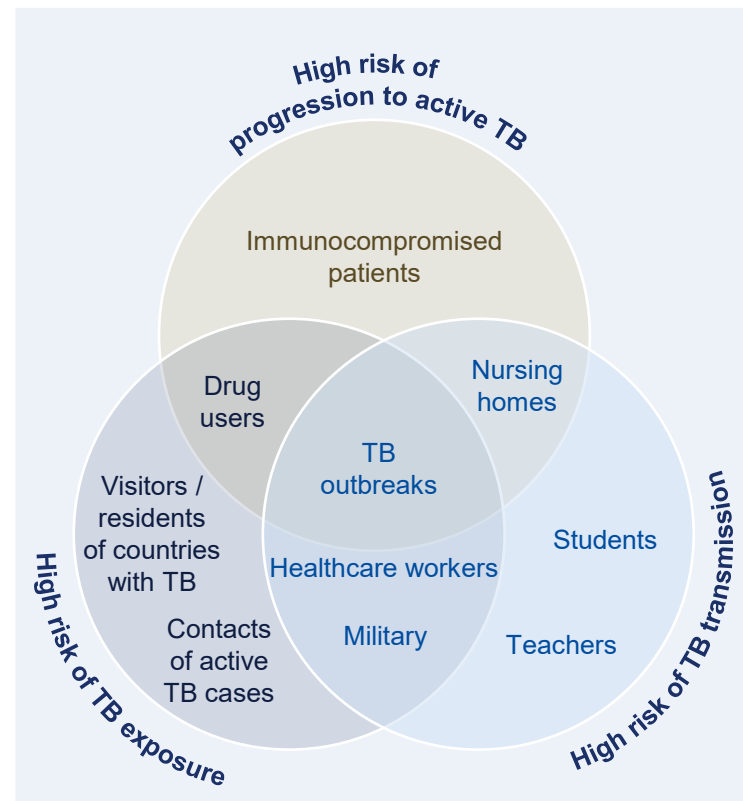 High risk of
progression to active TB
Immunocompromised
patients
Drug
users
Nursing
homes
TB
outbreaks
Visitors /
residents
of countries
with TB
Students
Healthcare workers
Contacts
of active
TB cases
Military
Teachers
High risk of TB exposure
High risk of TB transmission